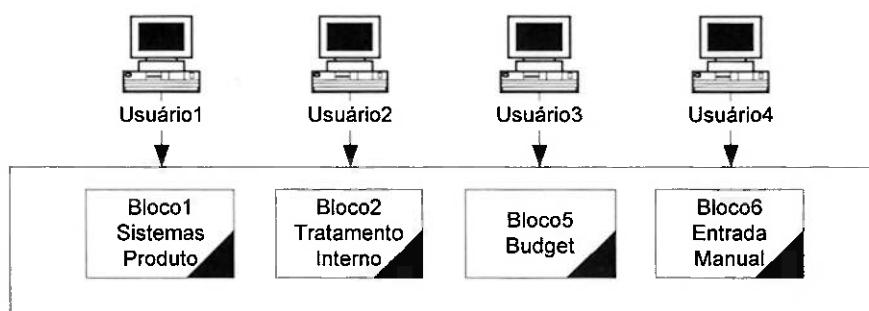 Usuário1 Usuário2 Usuário3 Usuário4
Bloco1
Sistemas
Produto
Bloco2
Tratamento
Interno
Bloco5
Budget
Bloco6
Entrada
Manual